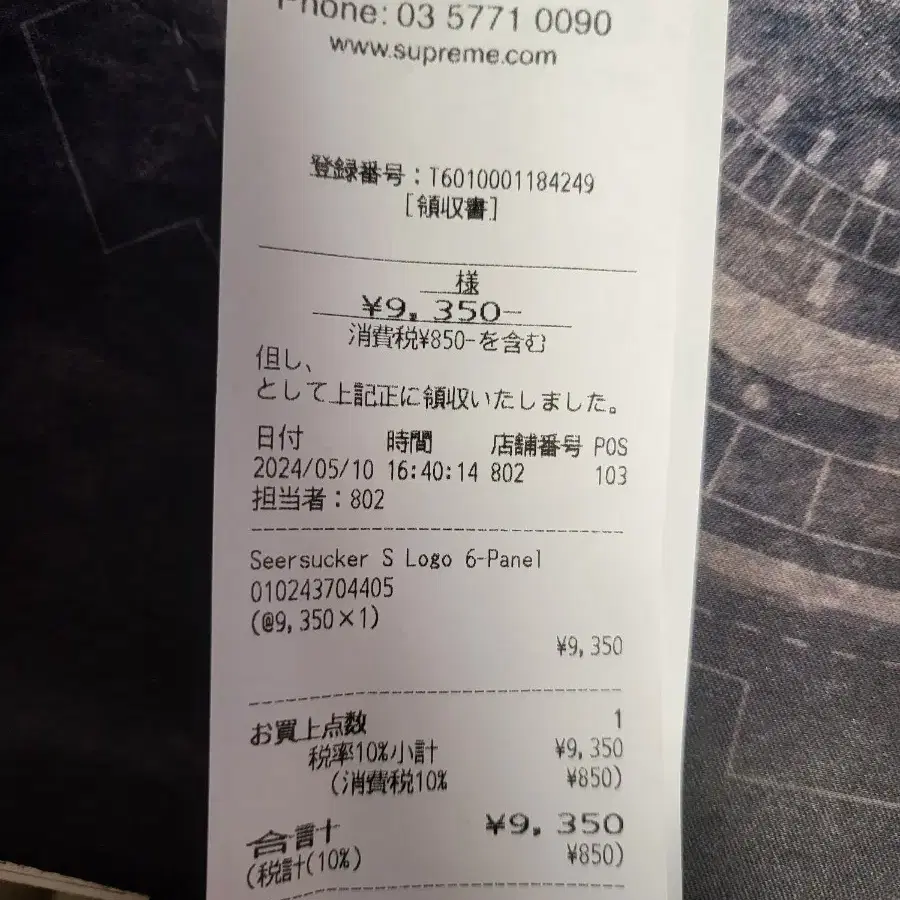 Phone: 03 5771 0090
www.supreme.com
登録番号：T6010001184249
[領収書]
様
¥9,350-
消費税¥850-を含む
但し、
として上記正に領収いたしました。
日付 時間 店舗番号 POS
2024/05/10 16:40:14 802 103
担当者：802
Seersucker S Logo 6-Panel
010243704405
(@9,350×1)
¥9,350
お買上点数 1
税率10%小計 ¥9,350
(消費税10% ¥850)
合計 ¥9,350
(税計(10%) ¥850)